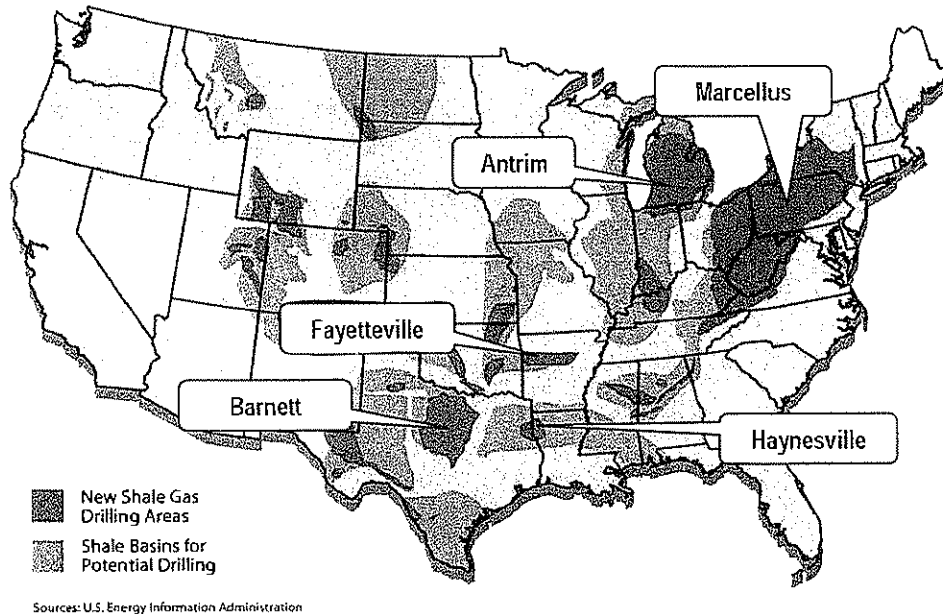 Marcellus
Antrim
Fayetteville
Barnett
Haynesville
New Shale Gas
Drilling Areas
Shale Basins for
Potential Drilling
Sources: U.S. Energy Information Administration